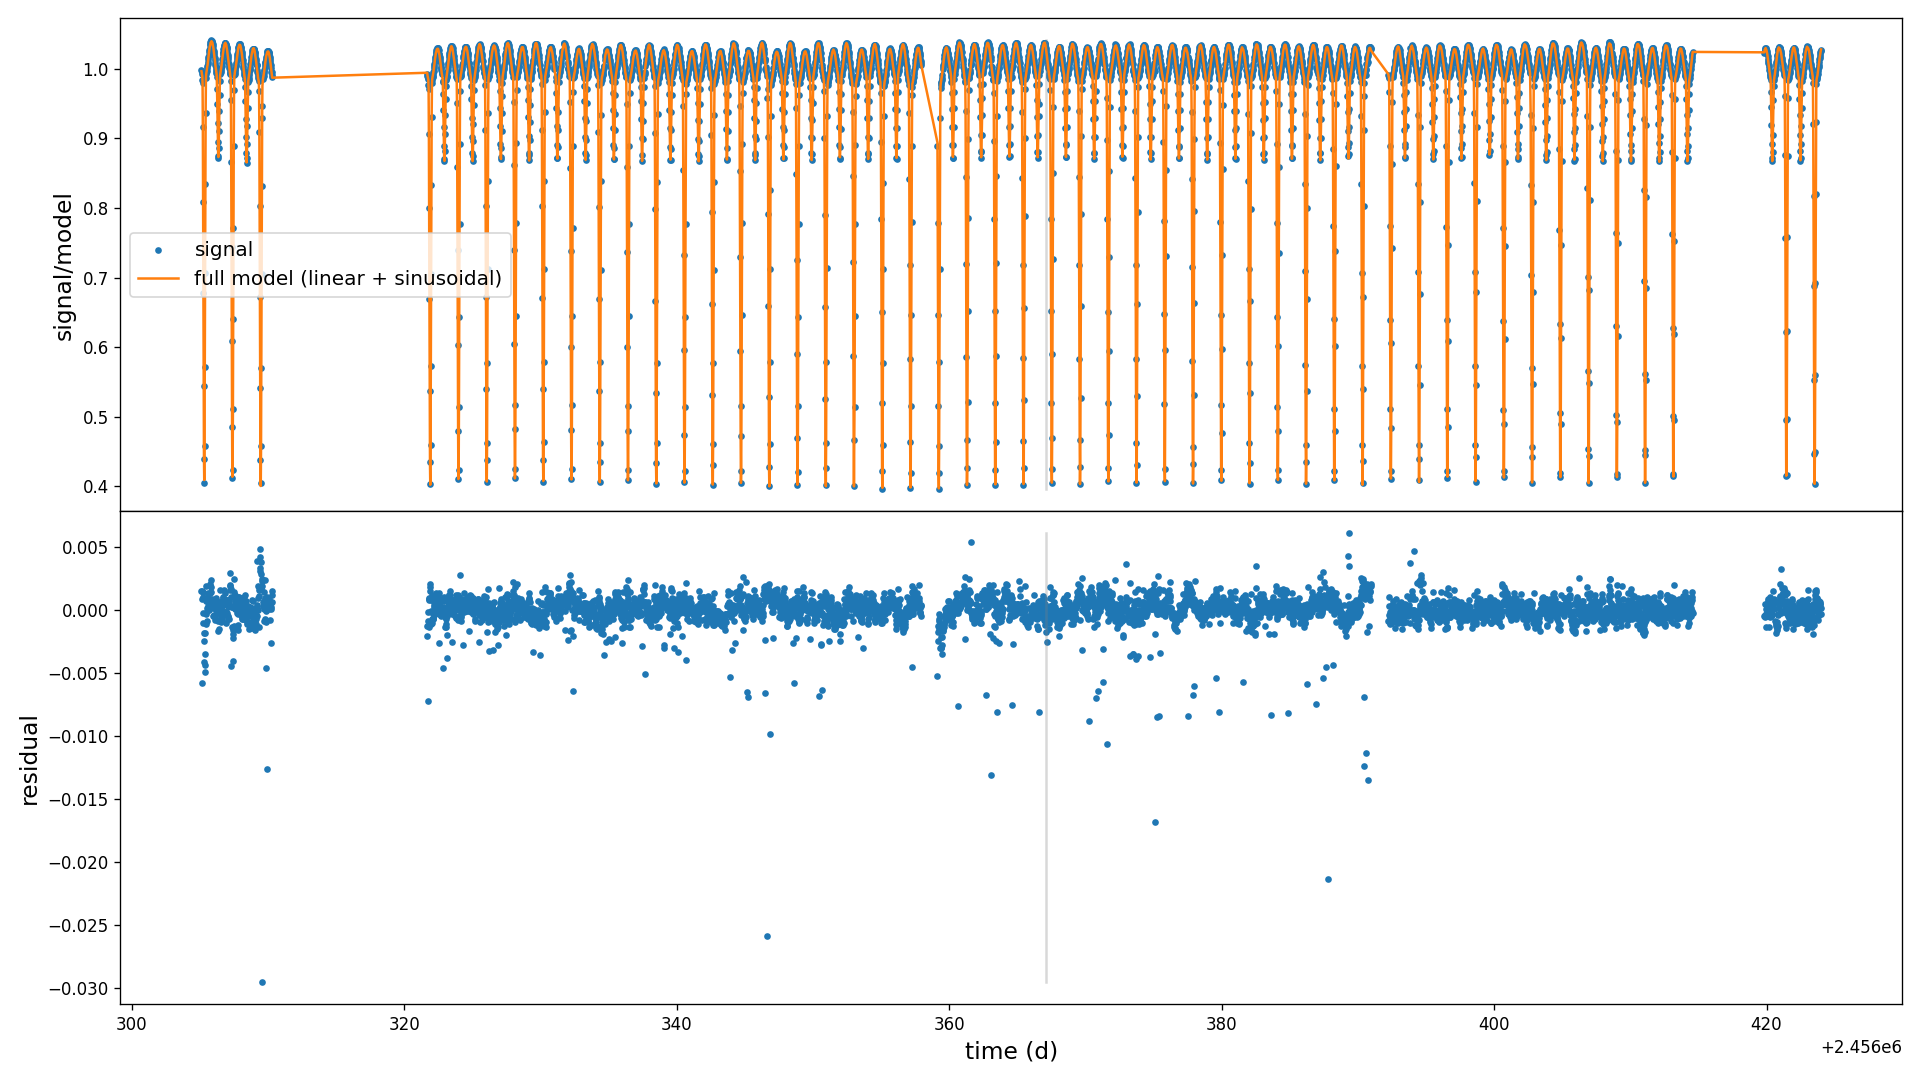 1.0
0.9
0.8
0.7
0.6
0.5
0.4
signal/model
signal
full model (linear + sinusoidal)
0.005
0.000
−0.005
−0.010
−0.015
−0.020
−0.025
−0.030
residual
300 320 340 360 380 400 420
time (d)
+2.456e6